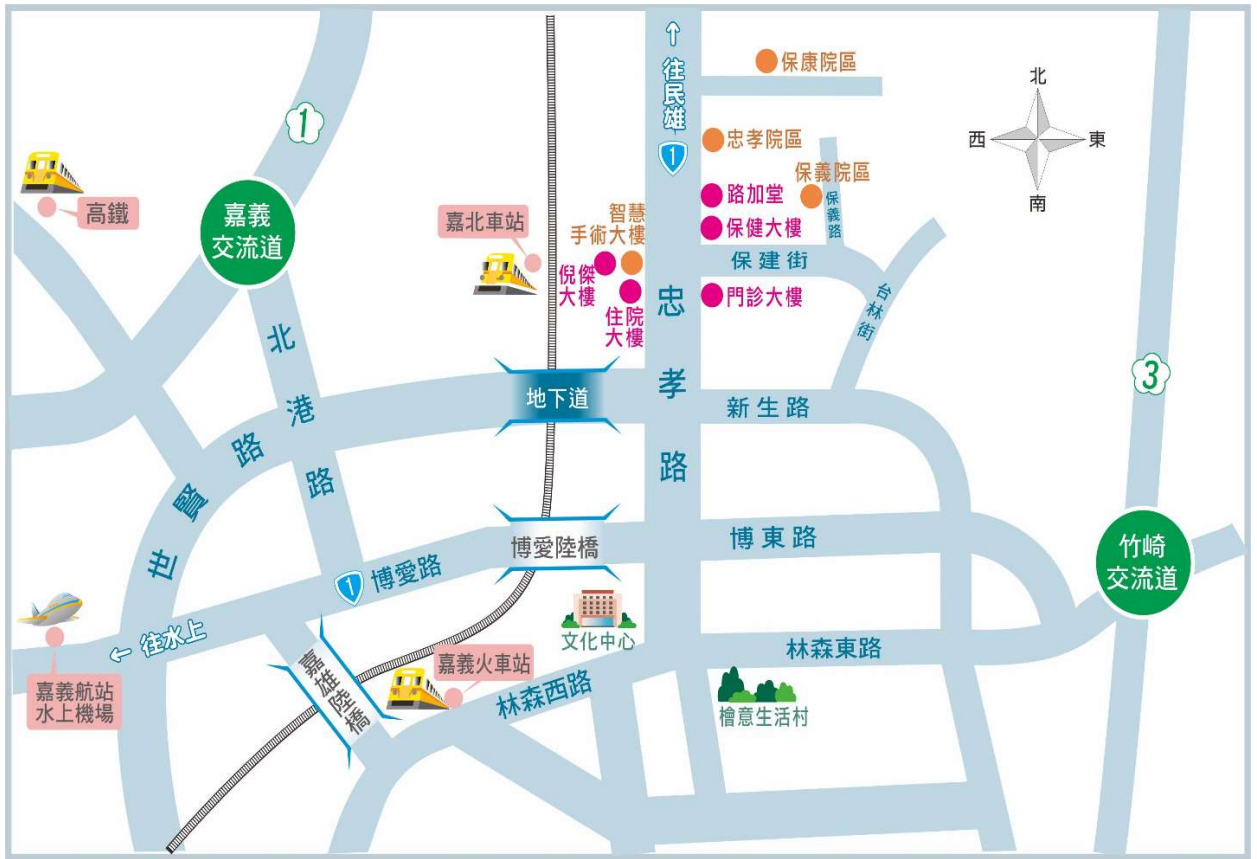 ↑往民雄
1
1
高鐵
嘉義
交流道
嘉北車站
智慧
手術大樓
倪傑
大樓
住院
大樓
保康院區
忠孝院區
保義院區
路加堂
保健大樓
保義路
保建街
門診大樓
台林街
北
西
東
南
忠孝路
北港路
地下道
新生路
3
世賢路
博愛陸橋
博東路
竹崎
交流道
1
博愛路
←往水上
嘉義航站
水上機場
嘉雄陸橋
嘉義火車站
文化中心
林森西路
林森東路
檜意生活村